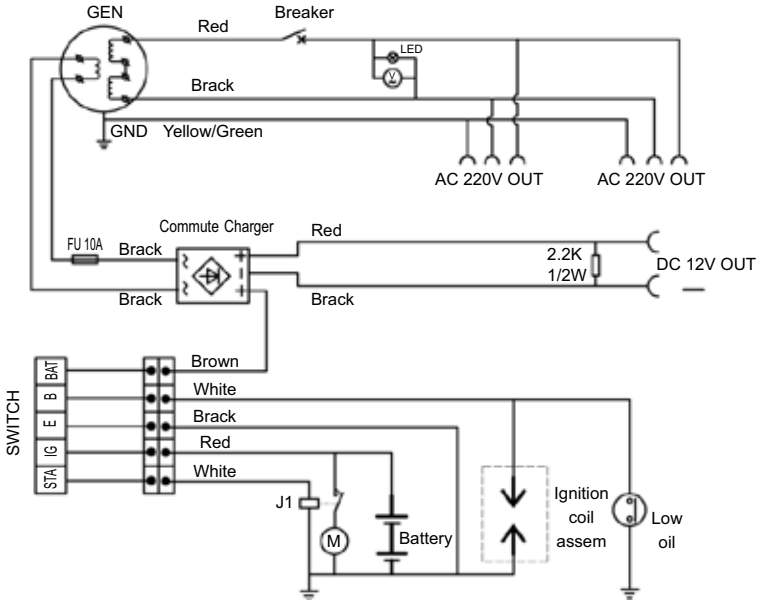 GEN
Breaker
Red
LED
V
Brack
GND Yellow/Green
AC 220V OUT
AC 220V OUT
Commute Charger
FU 10A
Brack
Brack
Red
Brack
2.2K
1/2W
DC 12V OUT
Brown
White
Brack
Red
White
SWITCH
BAT
B
E
IG
STA
J1
M
Battery
Ignition
coil
assem
Low
oil